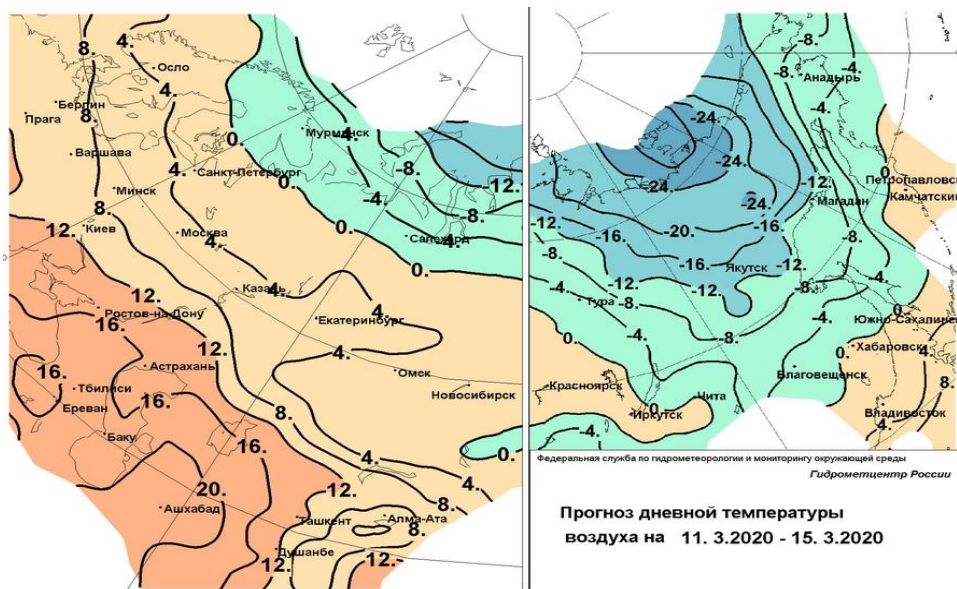 8. 4. -8. -4.
Осло -8. -4.
Анадырь
4. -24. -4.
Берлин
Прага 8. 0. Мурманск -4. -24.
Варшава 4. -8. -24. -12. 0. Петропавловск
Санкт-Петербург -12. Магадан Камчатский
Минск 0. -4. -8. -24.
8. -12. -16. -20. -16. -8.
12. Киев Москва 4. Салехард -4.
-8. -16. Якутск -12. -4.
0. -4. Тура -12. -12. -8.
12. Казань 4. -8.
Ростов-на-Дону -4. 0. Южно-Сахалинск
16. Екатеринбург 0. -4. -8. Хабаровск
12. 4. 0. 4.
16. Астрахань Омск Благовещенск
Тбилиси Новосибирск Красноярск 8.
Ереван 16. 8. 0. Чита Владивосток
Баку Иркутск 4.
16. 4. 0. -4.
4.
20. 12. 8.
Ашхабад Ташкент Алма-Ата
8.
Душанбе
12. 12.
Федеральная служба по гидрометеорологии и мониторингу окружающей среды
Гидрометцентр России
Прогноз дневной температуры
воздуха на 11. 3.2020 - 15. 3.2020